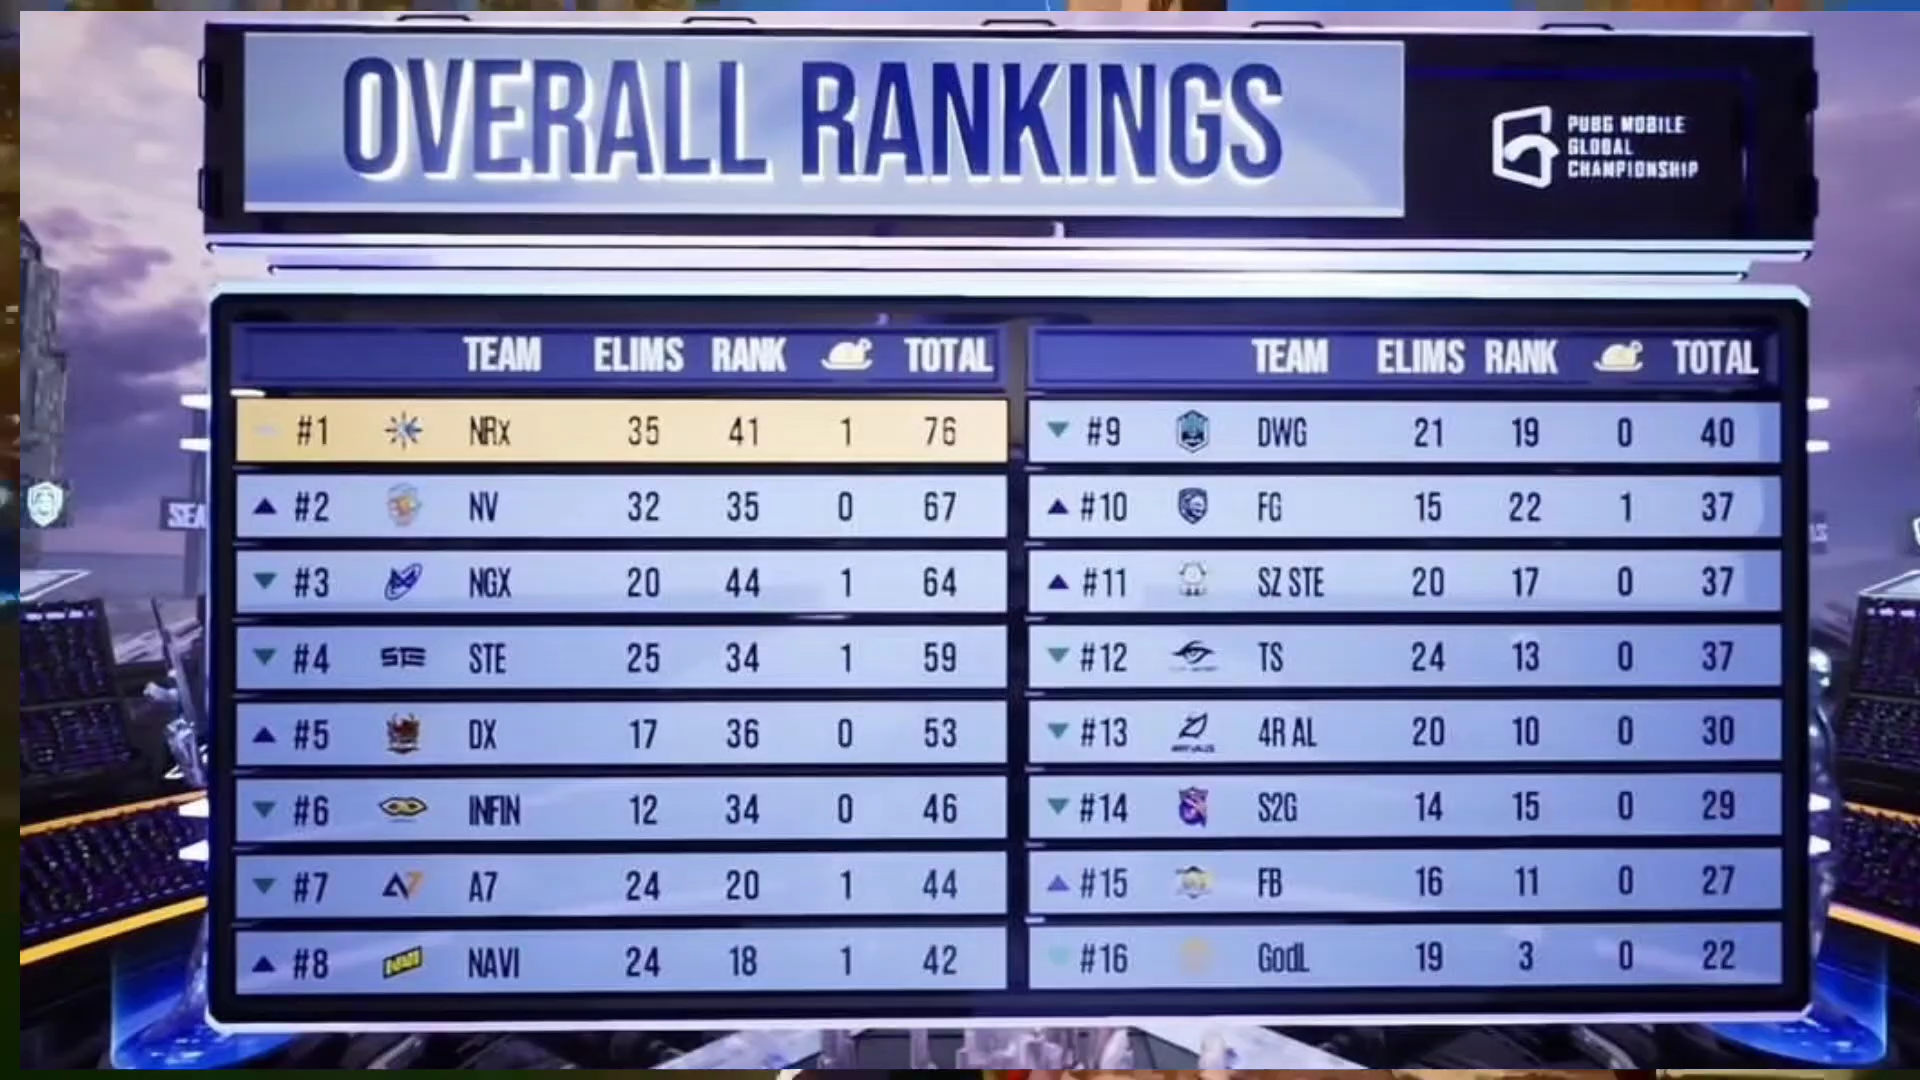 OVERALL RANKINGS
PUBG MOBILE
GLOBAL
CHAMPIONSHIP
TEAM ELIMS RANK TOTAL
#1 NRX 35 41 1 76
#2 NV 32 35 0 67
#3 NGX 20 44 1 64
#4 STE STE 25 34 1 59
#5 DX 17 36 0 53
#6 INFIN 12 34 0 46
#7 A7 A7 24 20 1 44
#8 NAVI NAVI 24 18 1 42
TEAM ELIMS RANK TOTAL
#9 DWG 21 19 0 40
#10 FG 15 22 1 37
#11 SZ STE 20 17 0 37
#12 TS 24 13 0 37
#13 4R AL 20 10 0 30
#14 S2G 14 15 0 29
#15 FB 16 11 0 27
#16 GodL 19 3 0 22
SEA